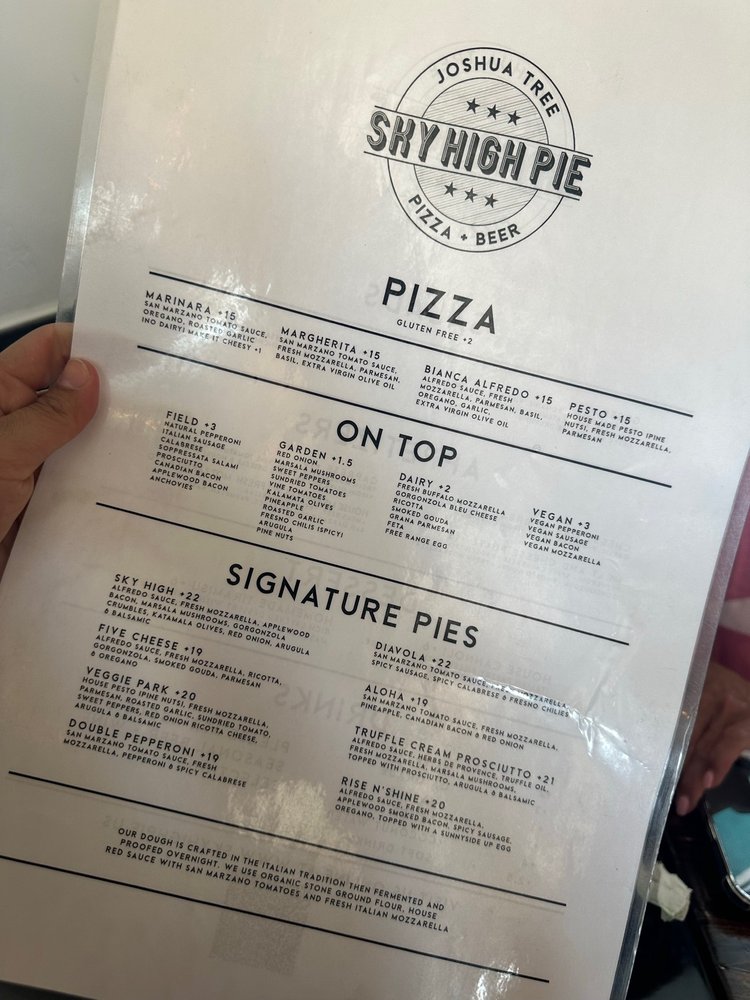 JOSHUA TREE
SKY HIGH PIE
PIZZA + BEER
PIZZA
GLUTEN FREE +2
MARINARA +15
SAN MARZANO TOMATO SAUCE,
OREGANO, ROASTED GARLIC
(NO DAIRY) MAKE IT CHEESY +1
MARGHERITA +15
SAN MARZANO TOMATO SAUCE,
FRESH MOZZARELLA, PARMESAN,
BASIL, EXTRA VIRGIN OLIVE OIL
BIANCA ALFREDO +15
ALFREDO SAUCE, FRESH
MOZZARELLA, PARMESAN, BASIL,
OREGANO, GARLIC,
EXTRA VIRGIN OLIVE OIL
PESTO +15
HOUSE MADE PESTO (PINE
NUTS), FRESH MOZZARELLA,
PARMESAN
ON TOP
FIELD +3
NATURAL PEPPERONI
ITALIAN SAUSAGE
CALABRESE
SOPPRESSATA SALAMI
PROSCIUTTO
CANADIAN BACON
APPLEWOOD BACON
ANCHOVIES
GARDEN +1.5
RED ONION
MARSALA MUSHROOMS
SWEET PEPPERS
SUNDRIED TOMATOES
VINE TOMATOES
KALAMATA OLIVES
PINEAPPLE
ROASTED GARLIC
FRESNO CHILIS (SPICY)
ARUGULA
PINE NUTS
DAIRY +2
FRESH BUFFALO MOZZARELLA
GORGONZOLA BLEU CHEESE
RICOTTA
SMOKED GOUDA
GRANA PARMESAN
FETA
FREE RANGE EGG
VEGAN +3
VEGAN PEPPERONI
VEGAN SAUSAGE
VEGAN BACON
VEGAN MOZZARELLA
SIGNATURE PIES
SKY HIGH +22
ALFREDO SAUCE, FRESH MOZZARELLA, APPLEWOOD
BACON, MARSALA MUSHROOMS, GORGONZOLA
CRUMBLES, KATAMALA OLIVES, RED ONION, ARUGULA
& BALSAMIC
FIVE CHEESE +19
ALFREDO SAUCE, FRESH MOZZARELLA, RICOTTA,
GORGONZOLA, SMOKED GOUDA, PARMESAN
& OREGANO
VEGGIE PARK +20
HOUSE PESTO (PINE NUTS), FRESH MOZZARELLA,
PARMESAN, ROASTED GARLIC, SUNDRIED TOMATO,
SWEET PEPPERS, RED ONION RICOTTA CHEESE,
ARUGULA & BALSAMIC
DOUBLE PEPPERONI +19
SAN MARZANO TOMATO SAUCE, FRESH
MOZZARELLA, PEPPERONI & SPICY CALABRESE
DIAVOLA +22
SAN MARZANO TOMATO SAUCE, FRESH MOZZARELLA,
SPICY SAUSAGE, SPICY CALABRESE & FRESNO CHILIES
ALOHA +19
SAN MARZANO TOMATO SAUCE, FRESH MOZZARELLA,
PINEAPPLE, CANADIAN BACON & RED ONION
TRUFFLE CREAM PROSCIUTTO +21
ALFREDO SAUCE, HERBS DE PROVENCE, TRUFFLE OIL,
FRESH MOZZARELLA, MARSALA MUSHROOMS,
TOPPED WITH PROSCIUTTO, ARUGULA & BALSAMIC
RISE N'SHINE +20
ALFREDO SAUCE, FRESH MOZZARELLA,
APPLEWOOD SMOKED BACON, SPICY SAUSAGE,
OREGANO, TOPPED WITH A SUNNYSIDE UP EGG
OUR DOUGH IS CRAFTED IN THE ITALIAN TRADITION THEN FERMENTED AND
PROOFED OVERNIGHT. WE USE ORGANIC STONE GROUND FLOUR, HOUSE
RED SAUCE WITH SAN MARZANO TOMATOES AND FRESH ITALIAN MOZZARELLA